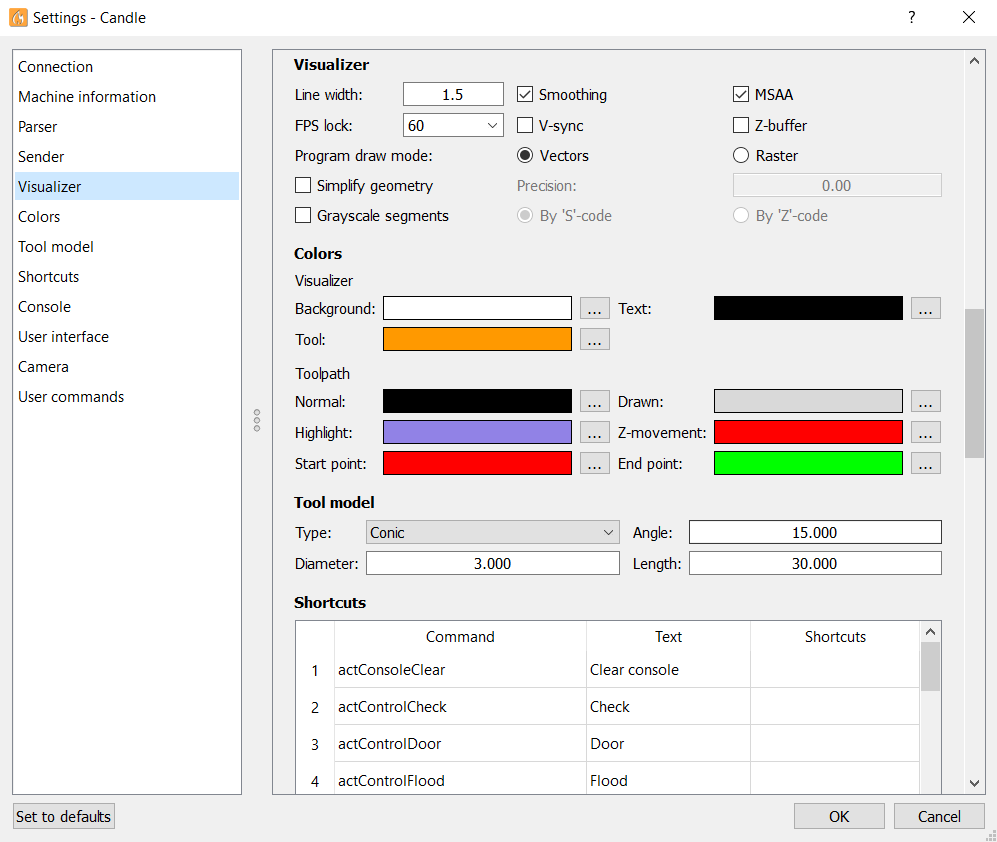 Settings - Candle
?
Connection
Machine information
Parser
Sender
Visualizer
Colors
Tool model
Shortcuts
Console
User interface
Camera
User commands
Visualizer
Line width: 1.5 Smoothing MSAA
FPS lock: 60 V-sync Z-buffer
Program draw mode: Vectors Raster
Simplify geometry Precision: 0.00
Grayscale segments By 'S'-code By 'Z'-code
Colors
Visualizer
Background: ... Text: ...
Tool: ...
Toolpath
Normal: ... Drawn: ...
Highlight: ... Z-movement: ...
Start point: ... End point: ...
Tool model
Type: Conic Angle: 15.000
Diameter: 3.000 Length: 30.000
Shortcuts
Command Text Shortcuts
1 actConsoleClear Clear console
2 actControlCheck Check
3 actControlDoor Door
4 actControlFlood Flood
Set to defaults OK Cancel